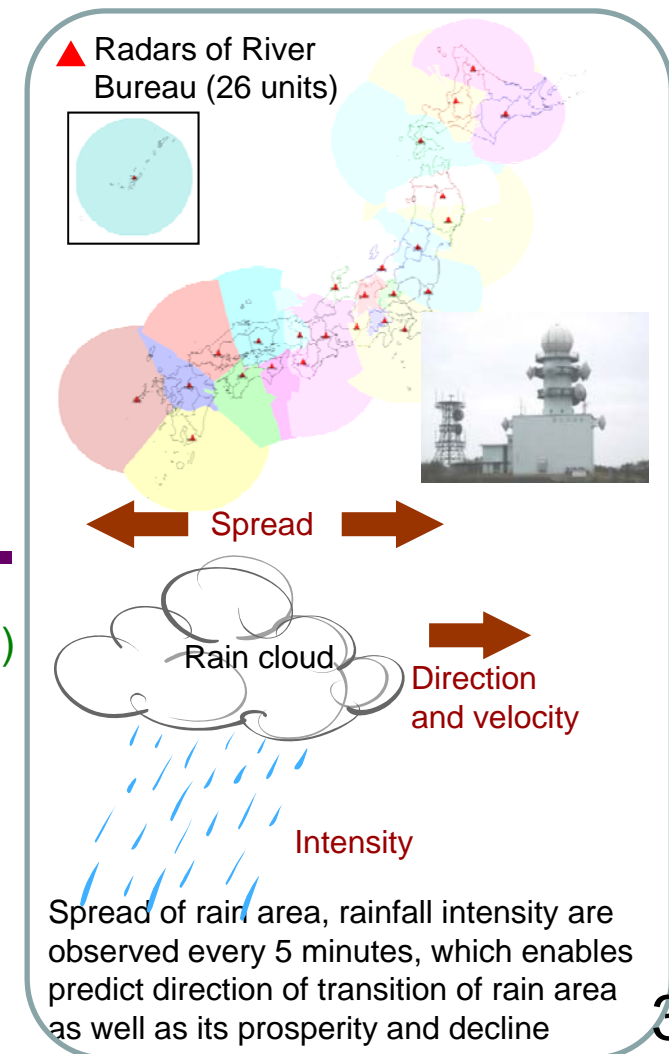 Radars of River
Bureau (26 units)
Spread
)
Rain cloud
Direction
and velocity
Intensity
Spread of rain area, rainfall intensity are
observed every 5 minutes, which enables
predict direction of transition of rain area
as well as its prosperity and decline
3